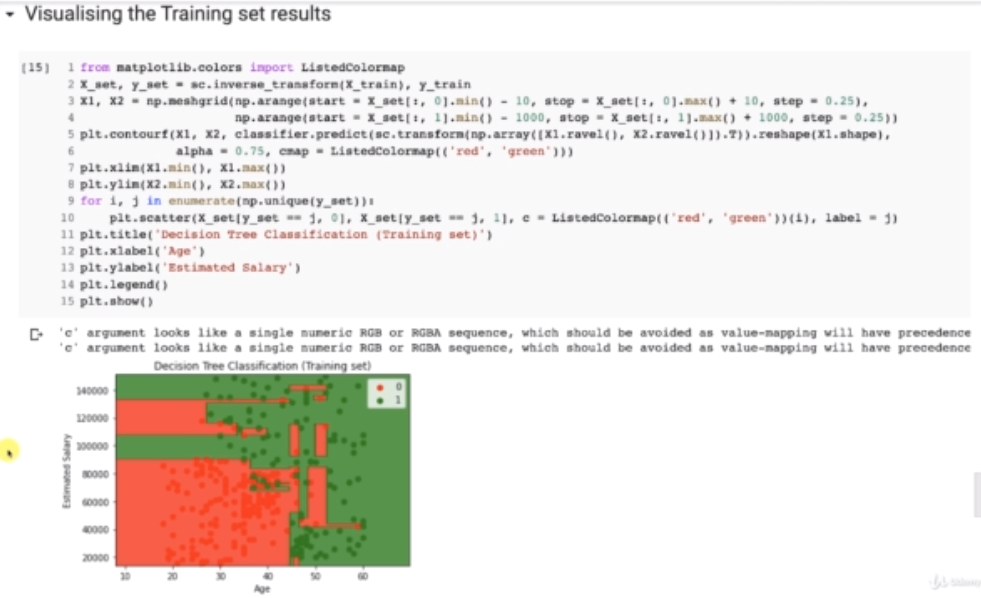 Visualising the Training set results
[15] 1 from matplotlib.colors import ListedColormap
2 X_set, y_set = sc.inverse_transform(X_train), y_train
3 X1, X2 = np.meshgrid(np.arange(start = X_set[:, 0].min() - 10, stop = X_set[:, 0].max() + 10, step = 0.25),
4 np.arange(start = X_set[:, 1].min() - 1000, stop = X_set[:, 1].max() + 1000, step = 0.25))
5 plt.contourf(X1, X2, classifier.predict(sc.transform(np.array([X1.ravel(), X2.ravel()]).T)).reshape(X1.shape),
6 alpha = 0.75, cmap = ListedColormap(('red', 'green')))
7 plt.xlim(X1.min(), X1.max())
8 plt.ylim(X2.min(), X2.max())
9 for i, j in enumerate(np.unique(y_set)):
10 plt.scatter(X_set[y_set == j, 0], X_set[y_set == j, 1], c = ListedColormap(('red', 'green'))(i), label = j)
11 plt.title('Decision Tree Classification (Training set)')
12 plt.xlabel('Age')
13 plt.ylabel('Estimated Salary')
14 plt.legend()
15 plt.show()
'c' argument looks like a single numeric RGB or RGBA sequence, which should be avoided as value-mapping will have precedence
'c' argument looks like a single numeric RGB or RGBA sequence, which should be avoided as value-mapping will have precedence
Decision Tree Classification (Training set)
0
1
140000
120000
100000
80000
60000
40000
20000
Estimated Salary
10 20 30 40 50 60
Age
Udemy